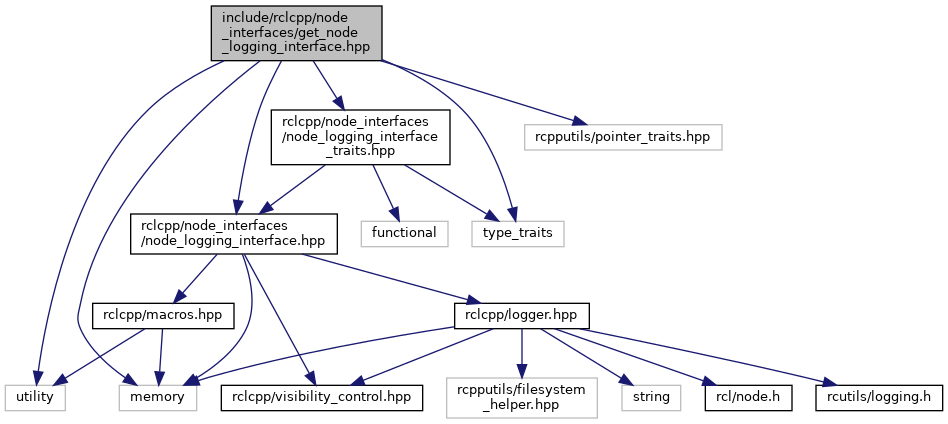 include/rclcpp/node
_interfaces/get_node
_logging_interface.hpp
rclcpp/node_interfaces
/node_logging_interface
_traits.hpp
rcpputils/pointer_traits.hpp
rclcpp/node_interfaces
/node_logging_interface.hpp
functional
type_traits
rclcpp/macros.hpp
rclcpp/logger.hpp
utility
memory
rclcpp/visibility_control.hpp
rcpputils/filesystem
_helper.hpp
string
rcl/node.h
rcutils/logging.h